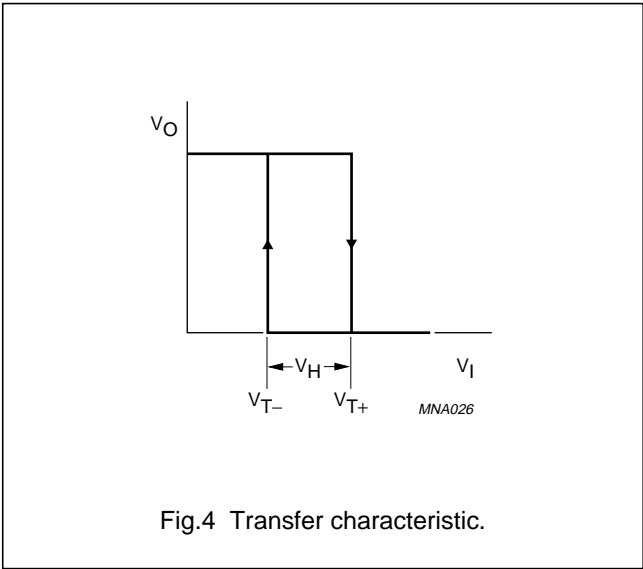 VO
VH
VI
VT−
VT+
MNA026
Fig.4 Transfer characteristic.